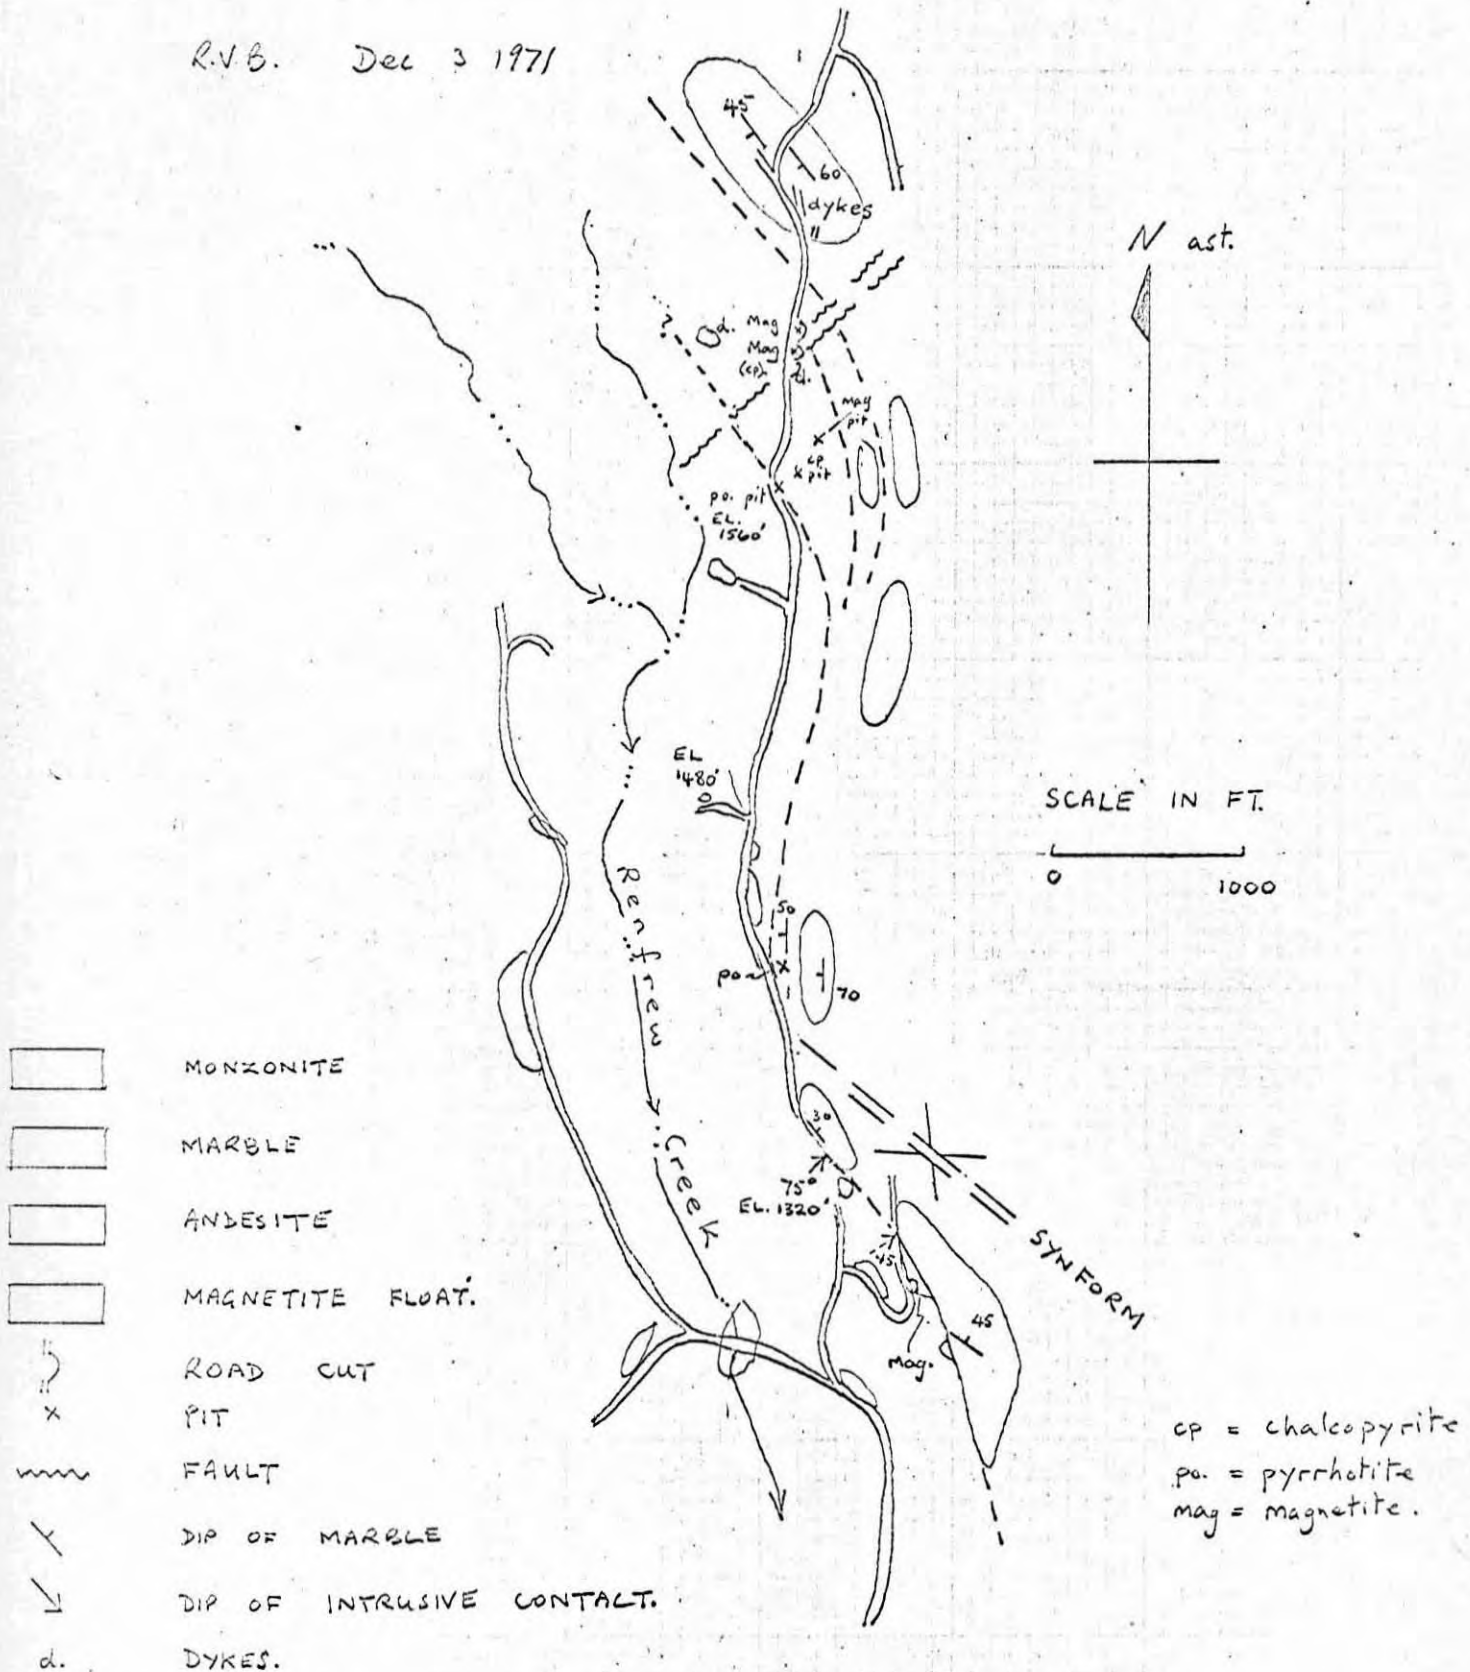 R.V.B. Dec 3 1971
45
60
dykes
N ast.
?
d. Mag
Mag
(cp).
d.
mag
pit
cp
pit
po. pit
EL.
1560'
EL
1480'
SCALE IN FT.
0 1000
50
po
70
Renfrew Creek
30
75°
EL. 1320'
45
SYNFORM
45
Mag.
MONZONITE
MARBLE
ANDESITE
MAGNETITE FLOAT.
ROAD CUT
PIT
FAULT
DIP OF MARBLE
DIP OF INTRUSIVE CONTACT.
d. DYKES.
cp = chalcopyrite
po. = pyrrhotite
mag = magnetite.